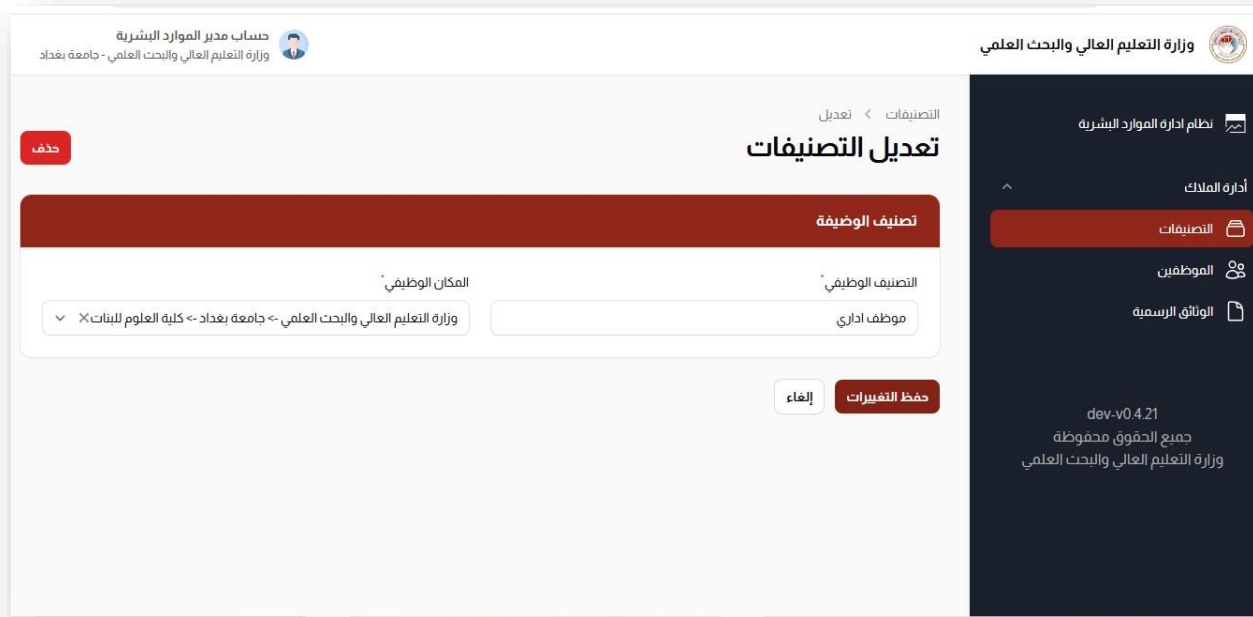 وزارة التعليم العالي والبحث العلمي
حساب مدير الموارد البشرية
وزارة التعليم العالي والبحث العلمي - جامعة بغداد
نظام ادارة الموارد البشرية
أدارة الملاك
التصنيفات
الموظفين
الوثائق الرسمية
dev-v0.4.21
جميع الحقوق محفوظة
وزارة التعليم العالي والبحث العلمي
التصنيفات > تعديل
تعديل التصنيفات
حذف
تصنيف الوضيفة
التصنيف الوظيفي*
المكان الوظيفي*
موظف اداري
وزارة التعليم العالي والبحث العلمي -> جامعة بغداد -> كلية العلوم للبنات
حفظ التغييرات
إلغاء